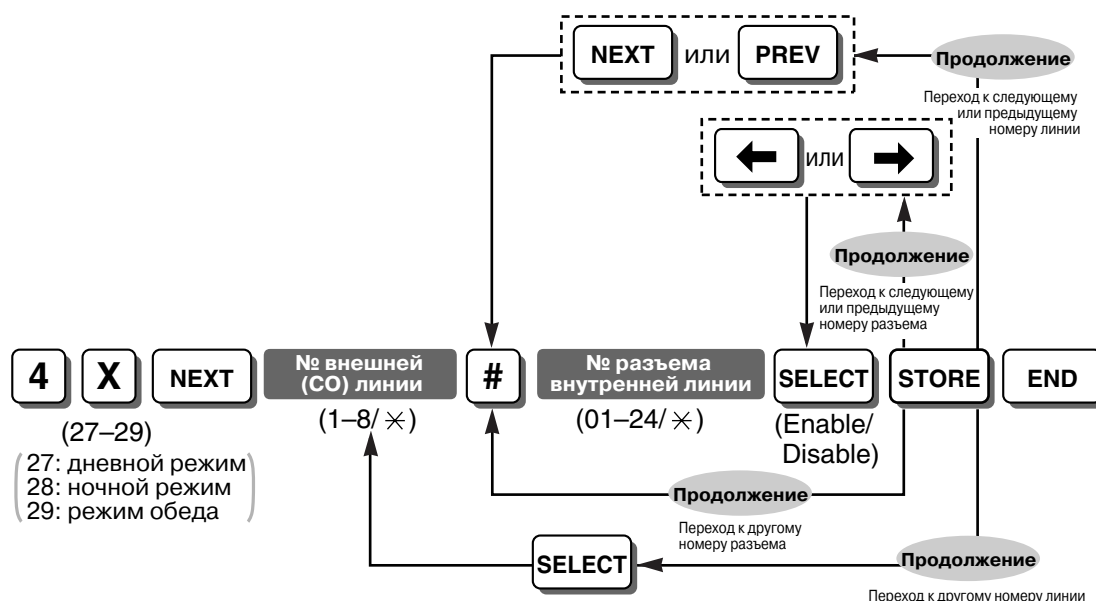 NEXT или PREV
Продолжение
Переход к следующему
или предыдущему
номеру линии
← или →
Продолжение
Переход к следующему
или предыдущему
номеру разъема
4 X NEXT
№ внешней
(CO) линии
#
№ разъема
внутренней линии
SELECT STORE END
(27–29)
27: дневной режим
28: ночной режим
29: режим обеда
(1–8/ ✳)
(01–24/ ✳)
(Enable/
Disable)
Продолжение
Переход к другому
номеру разъема
SELECT
Продолжение
Переход к другому номеру линии